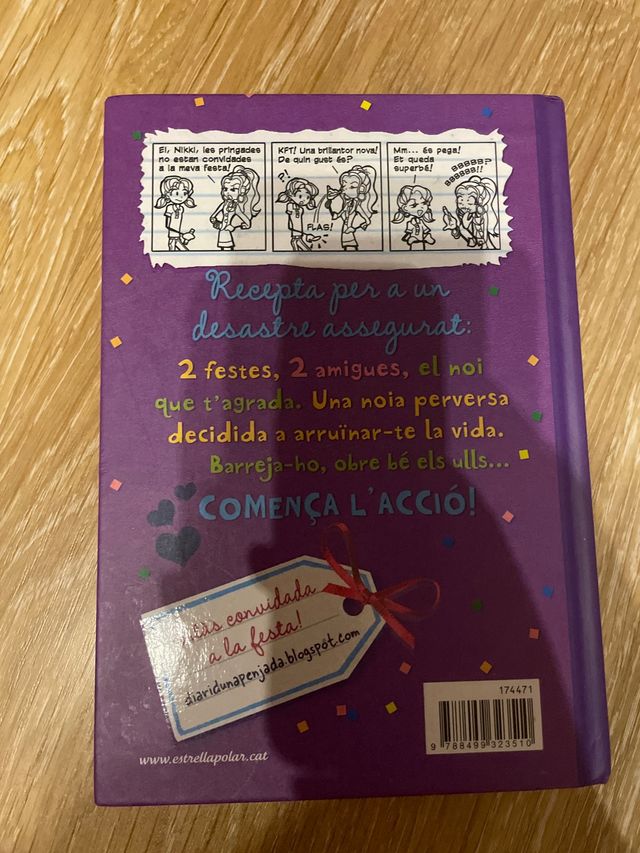 Ei, Nikki, les pringades
no estan convidades
a la meva festa!
KPT! Una brillantor nova!
De quin gust és?
FLAS!
Mm... és pega!
Et queda
superbé!
Recepta per a un
desastre assegurat:
2 festes, 2 amigues, el noi
que t'agrada. Una noia perversa
decidida a arruïnar-te la vida.
Barreja-ho, obre bé els ulls...
COMENÇA L'ACCIÓ!
convidada
a la festa!
diaridunapenjada.blogspot.com
174471
9 788499 323510
www.estrellapolar.cat